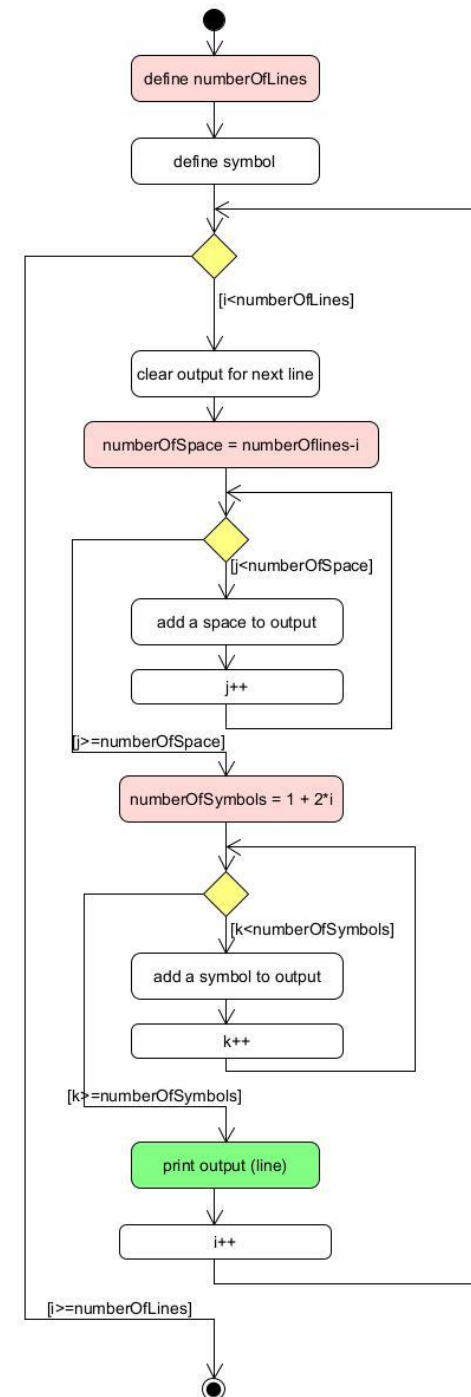 define numberOfLines
define symbol
[i<numberOfLines]
clear output for next line
numberOfSpace = numberOflines-i
[j<numberOfSpace]
add a space to output
j++
[j>=numberOfSpace]
numberOfSymbols = 1 + 2*i
[k<numberOfSymbols]
add a symbol to output
k++
[k>=numberOfSymbols]
print output (line)
i++
[i>=numberOfLines]